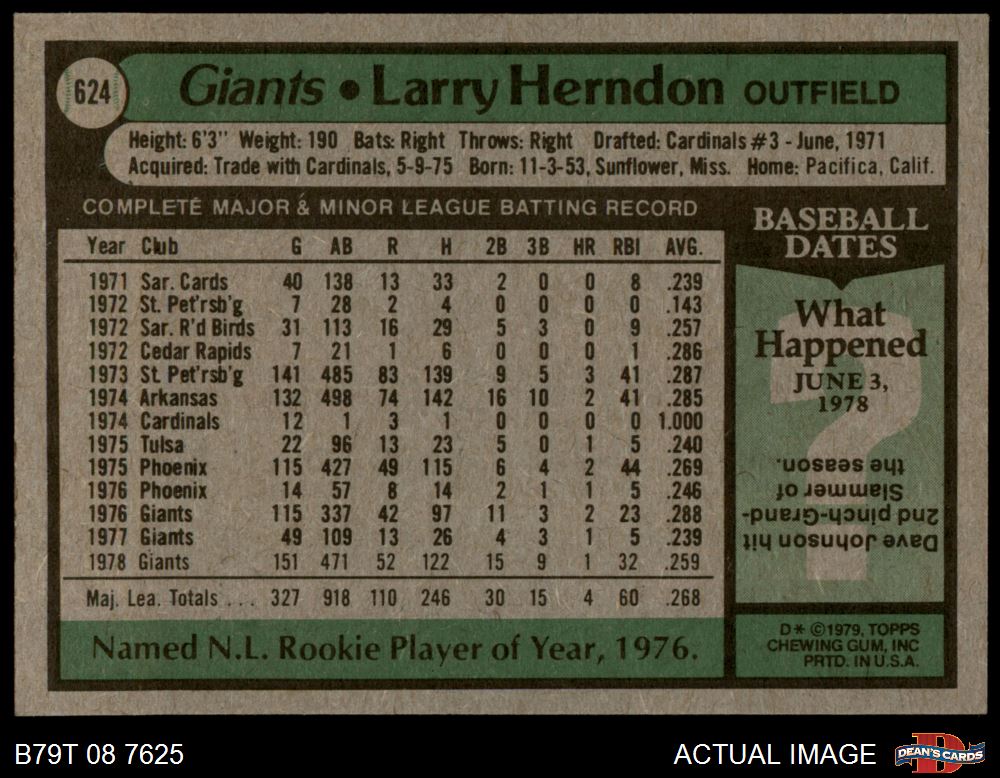 624
Giants • Larry Herndon OUTFIELD
Height: 6'3" Weight: 190 Bats: Right Throws: Right Drafted: Cardinals #3 - June, 1971
Acquired: Trade with Cardinals, 5-9-75 Born: 11-3-53, Sunflower, Miss. Home: Pacifica, Calif.
COMPLETE MAJOR & MINOR LEAGUE BATTING RECORD
Year Club G AB R H 2B 3B HR RBI AVG.
1971 Sar. Cards 40 138 13 33 2 0 0 8 .239
1972 St. Pet'rsb'g 7 28 2 4 0 0 0 0 .143
1972 Sar. R'd Birds 31 113 16 29 5 3 0 9 .257
1972 Cedar Rapids 7 21 1 6 0 0 0 1 .286
1973 St. Pet'rsb'g 141 485 83 139 9 5 3 41 .287
1974 Arkansas 132 498 74 142 16 10 2 41 .285
1974 Cardinals 12 1 3 1 0 0 0 0 1.000
1975 Tulsa 22 96 13 23 5 0 1 5 .240
1975 Phoenix 115 427 49 115 6 4 2 44 .269
1976 Phoenix 14 57 8 14 2 1 1 5 .246
1976 Giants 115 337 42 97 11 3 2 23 .288
1977 Giants 49 109 13 26 4 3 1 5 .239
1978 Giants 151 471 52 122 15 9 1 32 .259
Maj. Lea. Totals . . . 327 918 110 246 30 15 4 60 .268
Named N.L. Rookie Player of Year, 1976.
BASEBALL
DATES
What
Happened
JUNE 3,
1978
Dave Johnson hit
2nd pinch-Grand-
Slammer of
the season.
D* ©1979, TOPPS
CHEWING GUM, INC
PRTD. IN U.S.A.
B79T 08 7625
ACTUAL IMAGE
DEAN'S CARDS